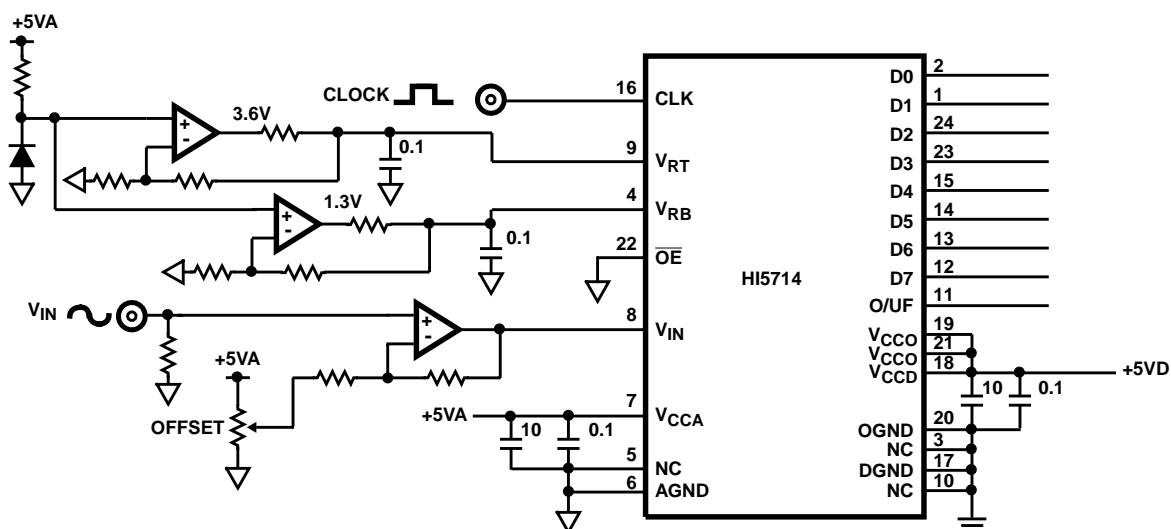 +5VA
3.6V
0.1
1.3V
0.1
CLOCK
16 CLK
9 VRT
4 VRB
22 OE
VIN
8 VIN
+5VA
OFFSET
+5VA
10
0.1
7 VCCA
5 NC
6 AGND
HI5714
D0 2
D1 1
D2 24
D3 23
D4 15
D5 14
D6 13
D7 12
O/UF 11
VCCO 19
VCCO 21
VCCD 18
+5VD
10
0.1
OGND 20
NC 3
DGND 17
NC 10